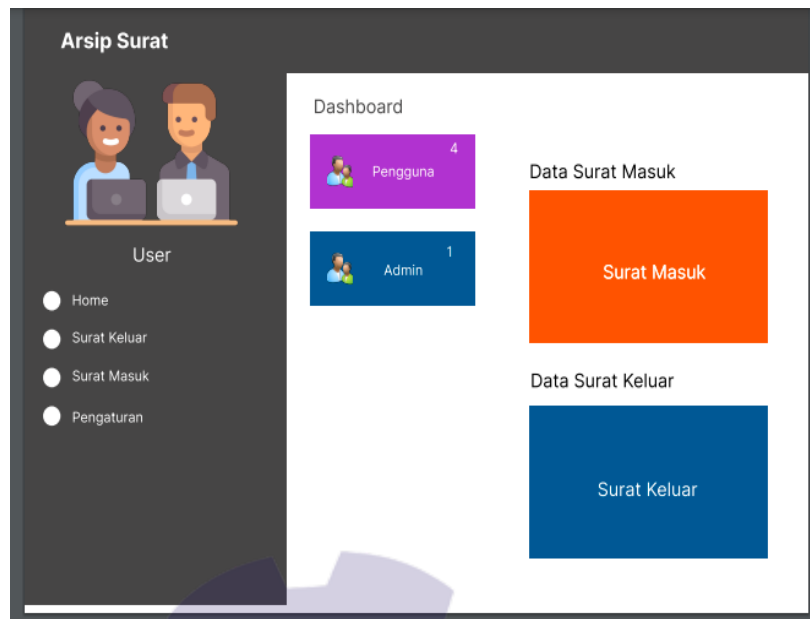 Arsip Surat
User
Home
Surat Keluar
Surat Masuk
Pengaturan
Dashboard
4
Pengguna
1
Admin
Data Surat Masuk
Surat Masuk
Data Surat Keluar
Surat Keluar